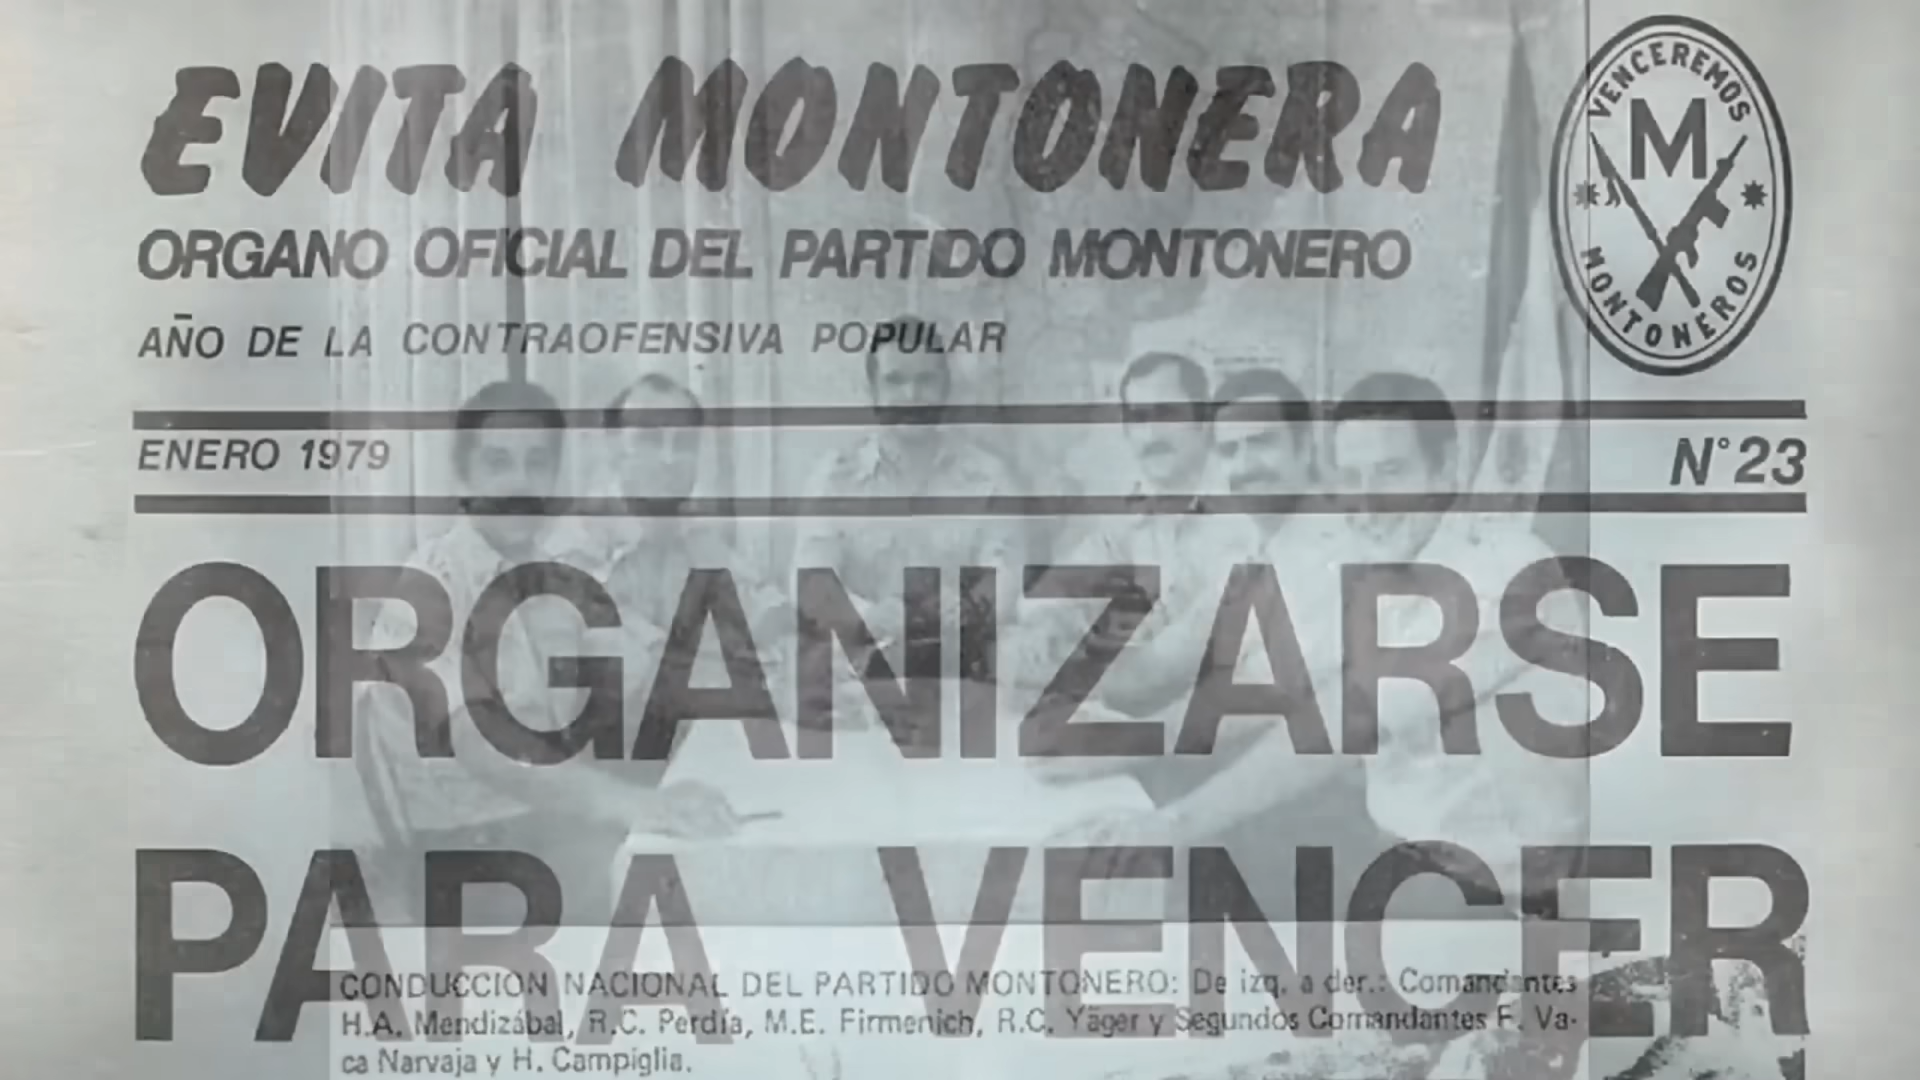 EVITA MONTONERA
ORGANO OFICIAL DEL PARTIDO MONTONERO
AÑO DE LA CONTRAOFENSIVA POPULAR
VENCEREMOS
M
MONTONEROS
ENERO 1979
N° 23
ORGANIZARSE
PARA VENCER
CONDUCCION NACIONAL DEL PARTIDO MONTONERO: De izq. a der.: Comandantes
H.A. Mendizábal, R.C. Perdía, M.E. Firmenich, R.C. Yäger y Segundos Comandantes F. Va-
ca Narvaja y H. Campiglia.